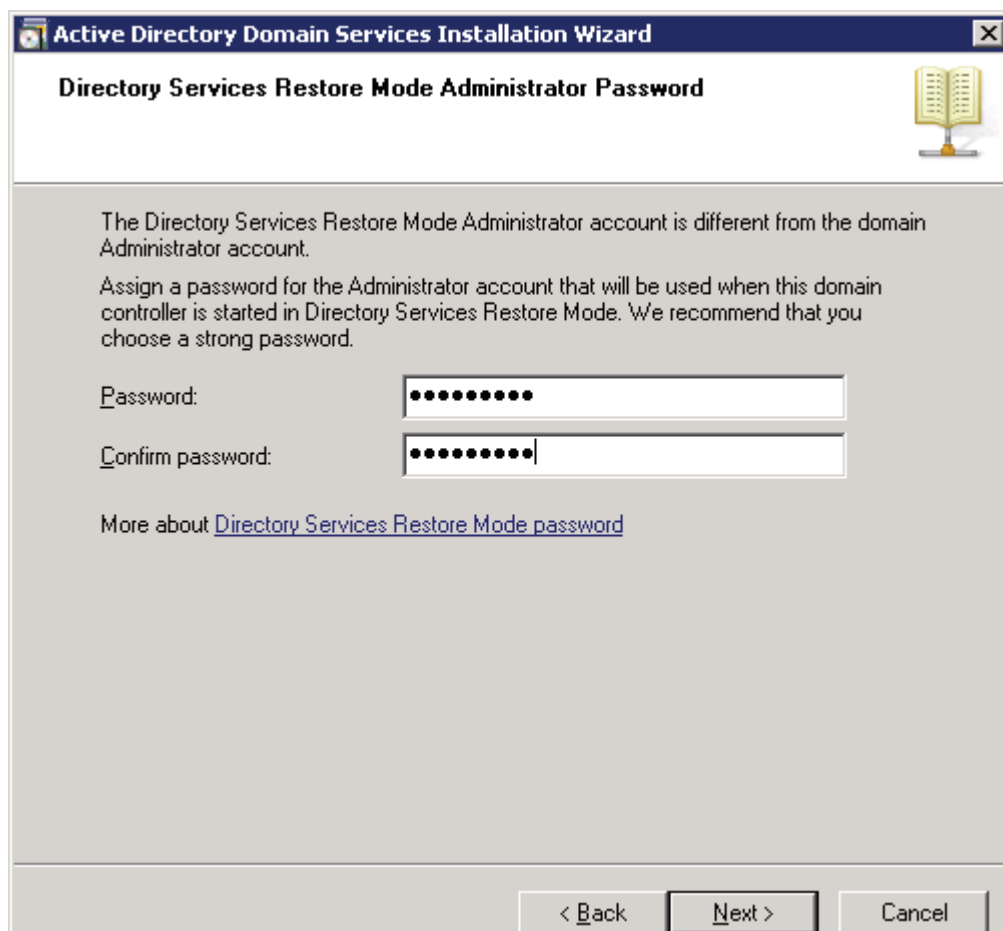 Active Directory Domain Services Installation Wizard
Directory Services Restore Mode Administrator Password
The Directory Services Restore Mode Administrator account is different from the domain
Administrator account.
Assign a password for the Administrator account that will be used when this domain
controller is started in Directory Services Restore Mode. We recommend that you
choose a strong password.
Password: •••••••••
Confirm password: •••••••••
More about Directory Services Restore Mode password
< Back Next > Cancel